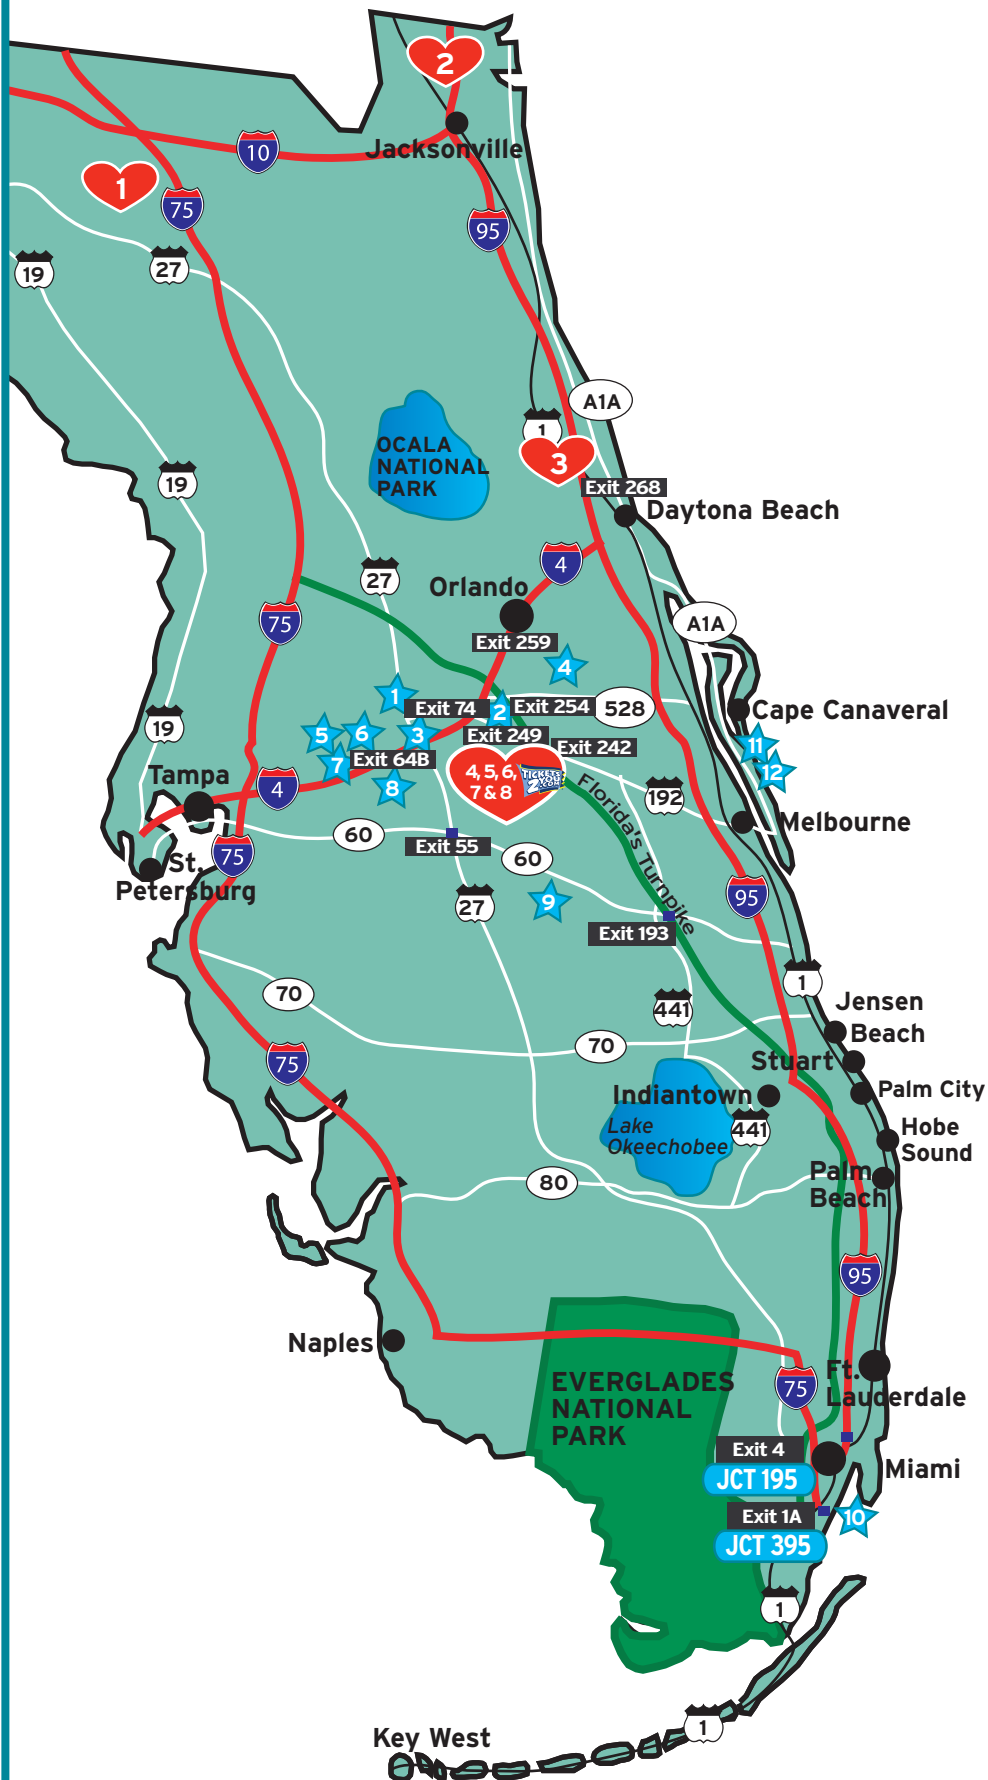 2
Jacksonville
10
1
75
95
19
27
A1A
1
OCALA
NATIONAL
PARK
3
19
Exit 268
Daytona Beach
4
27
Orlando
75
A1A
Exit 259
4
1
Exit 74
2
Exit 254
528
Cape Canaveral
19
5
6
3
Exit 249
Exit 242
11
7
Exit 64B
12
Tampa
4, 5, 6,
7 & 8
TICKETS
2YOU
.COM
4
8
Florida's Turnpike
192
Melbourne
60
Exit 55
60
75
St.
Petersburg
95
27
9
Exit 193
1
70
441
Jensen
Beach
70
Stuart
75
Indiantown
Palm City
Lake
Okeechobee
441
Hobe
Sound
80
Palm
Beach
95
Naples
EVERGLADES
NATIONAL
PARK
75
Ft.
Lauderdale
Exit 4
JCT 195
Miami
Exit 1A
10
JCT 395
1
1
Key West